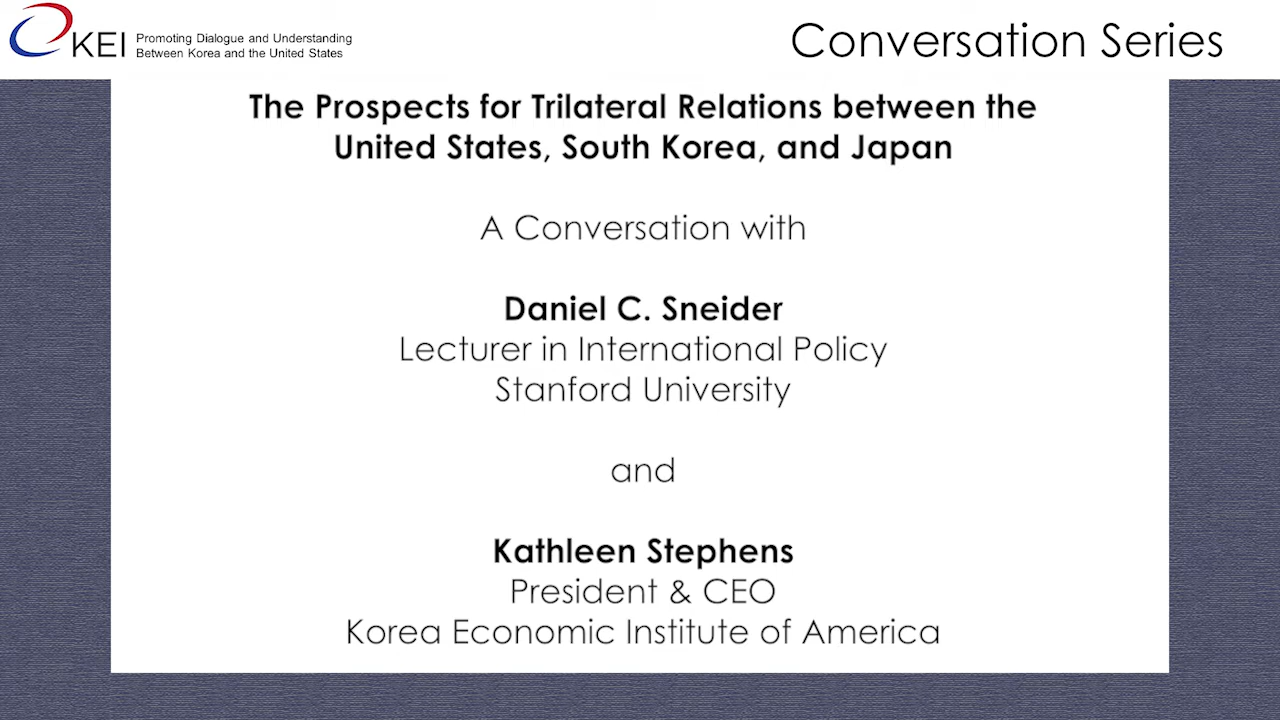 KEI
Promoting Dialogue and Understanding
Between Korea and the United States
Conversation Series
The Prospects for Trilateral Relations between the
United States, South Korea, and Japan
A Conversation with
Daniel C. Sneider
Lecturer in International Policy
Stanford University
and
Kathleen Stephens
President & CEO
Korea Economic Institute of America